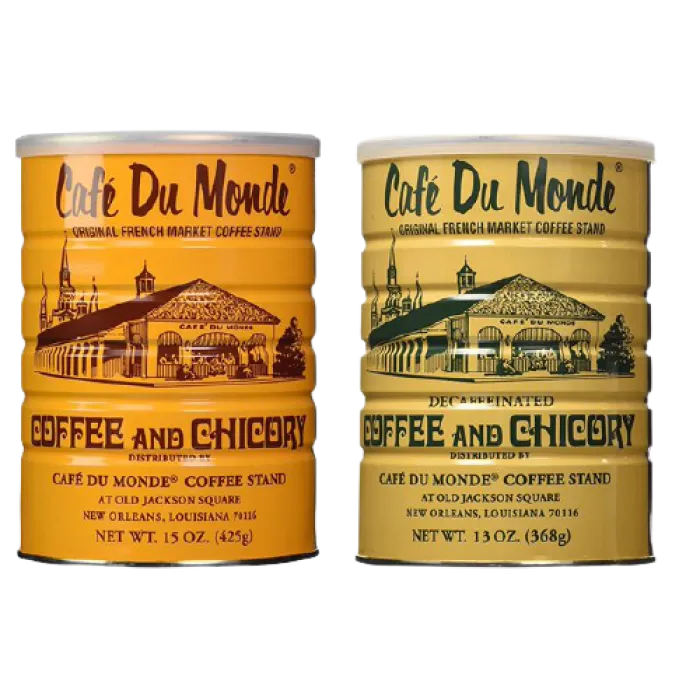 Café Du Monde®
ORIGINAL FRENCH MARKET COFFEE STAND
CAFE DU MONDE
COFFEE AND CHICORY
DISTRIBUTED BY
CAFÉ DU MONDE® COFFEE STAND
AT OLD JACKSON SQUARE
NEW ORLEANS, LOUISIANA 70116
NET WT. 15 OZ. (425g)
Café Du Monde®
ORIGINAL FRENCH MARKET COFFEE STAND
CAFE DU MONDE
DECAFFEINATED
COFFEE AND CHICORY
DISTRIBUTED BY
CAFÉ DU MONDE® COFFEE STAND
AT OLD JACKSON SQUARE
NEW ORLEANS, LOUISIANA 70116
NET WT. 13 OZ. (368g)